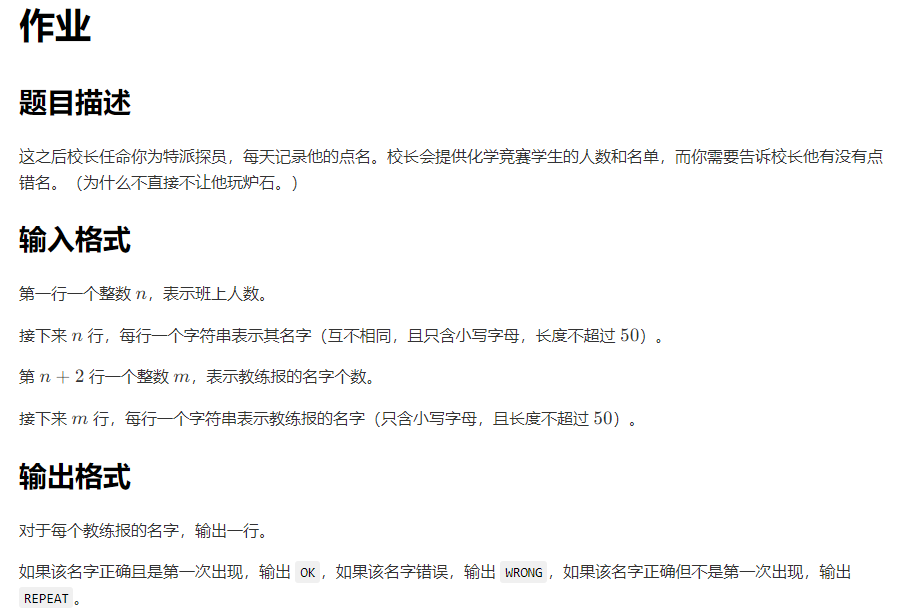 作业
题目描述
这之后校长任命你为特派探员，每天记录他的点名。校长会提供化学竞赛学生的人数和名单，而你需要告诉校长他有没有点
错名。（为什么不直接不让他玩炉石。）
输入格式
第一行一个整数 n，表示班上人数。
接下来 n 行，每行一个字符串表示其名字（互不相同，且只含小写字母，长度不超过 50）。
第 n + 2 行一个整数 m，表示教练报的名字个数。
接下来 m 行，每行一个字符串表示教练报的名字（只含小写字母，且长度不超过 50）。
输出格式
对于每个教练报的名字，输出一行。
如果该名字正确且是第一次出现，输出 OK，如果该名字错误，输出 WRONG，如果该名字正确但不是第一次出现，输出
REPEAT。